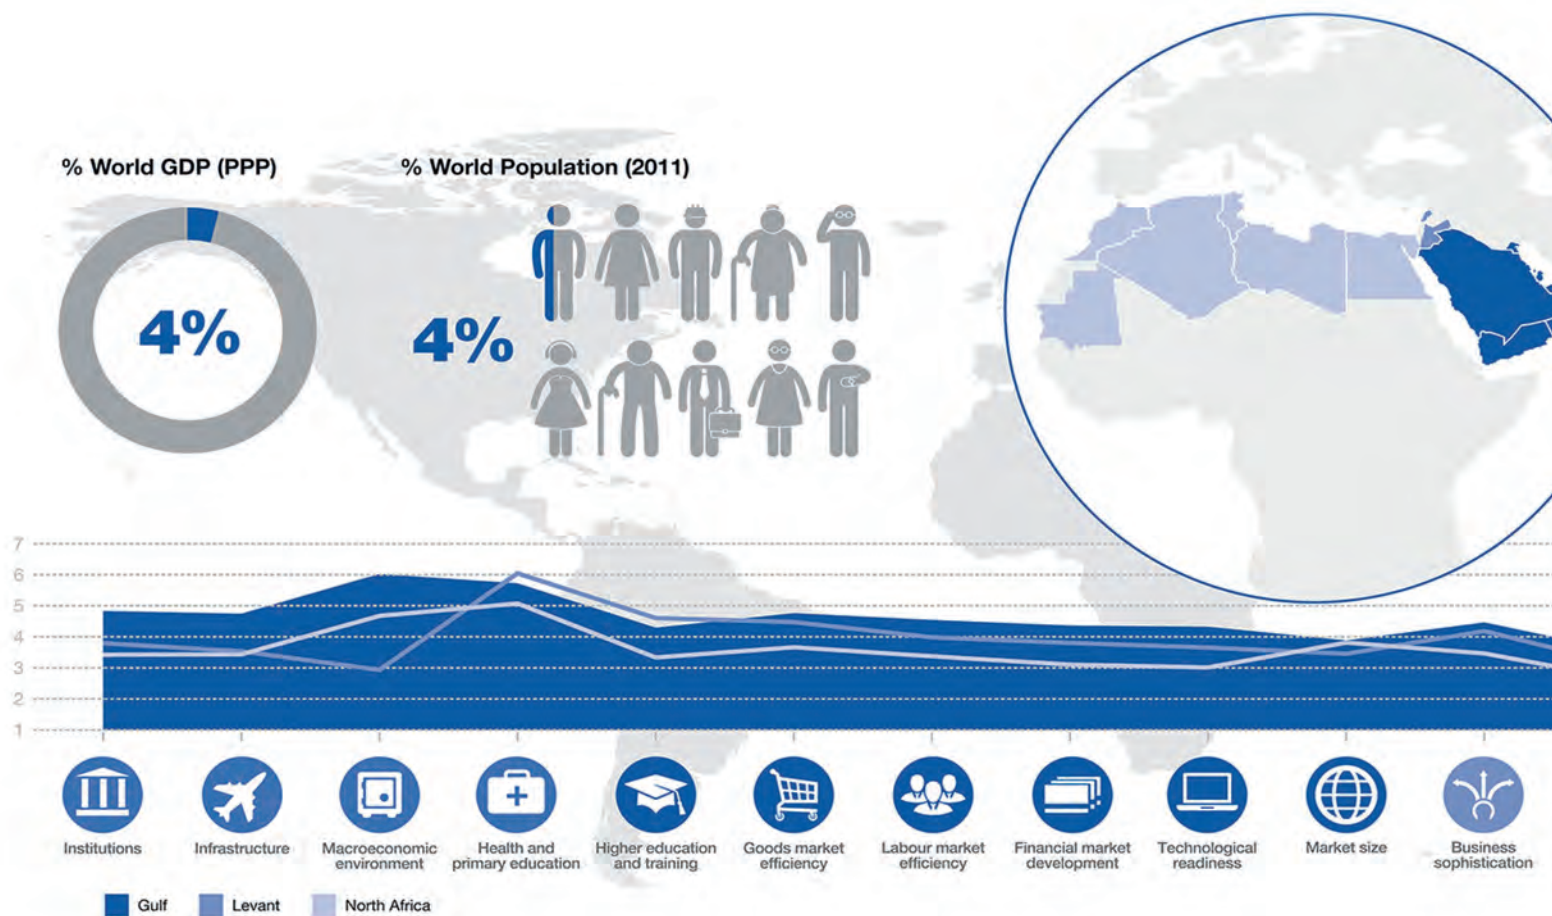 % World GDP (PPP)
% World Population (2011)
4%
4%
7
6
5
4
3
2
1
Institutions
Infrastructure
Macroeconomic
environment
Health and
primary education
Higher education
and training
Goods market
efficiency
Labour market
efficiency
Financial market
development
Technological
readiness
Market size
Business
sophistication
Gulf
Levant
North Africa